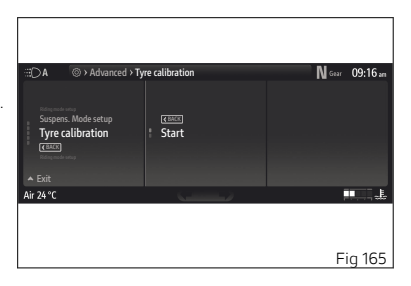 A > Advanced > Tyre calibration N Gear 09:16 am
Riding mode setup
Suspens. Mode setup
Tyre calibration
BACK
Riding mode setup
Exit
BACK
Start
Air 24 °C
Fig 165